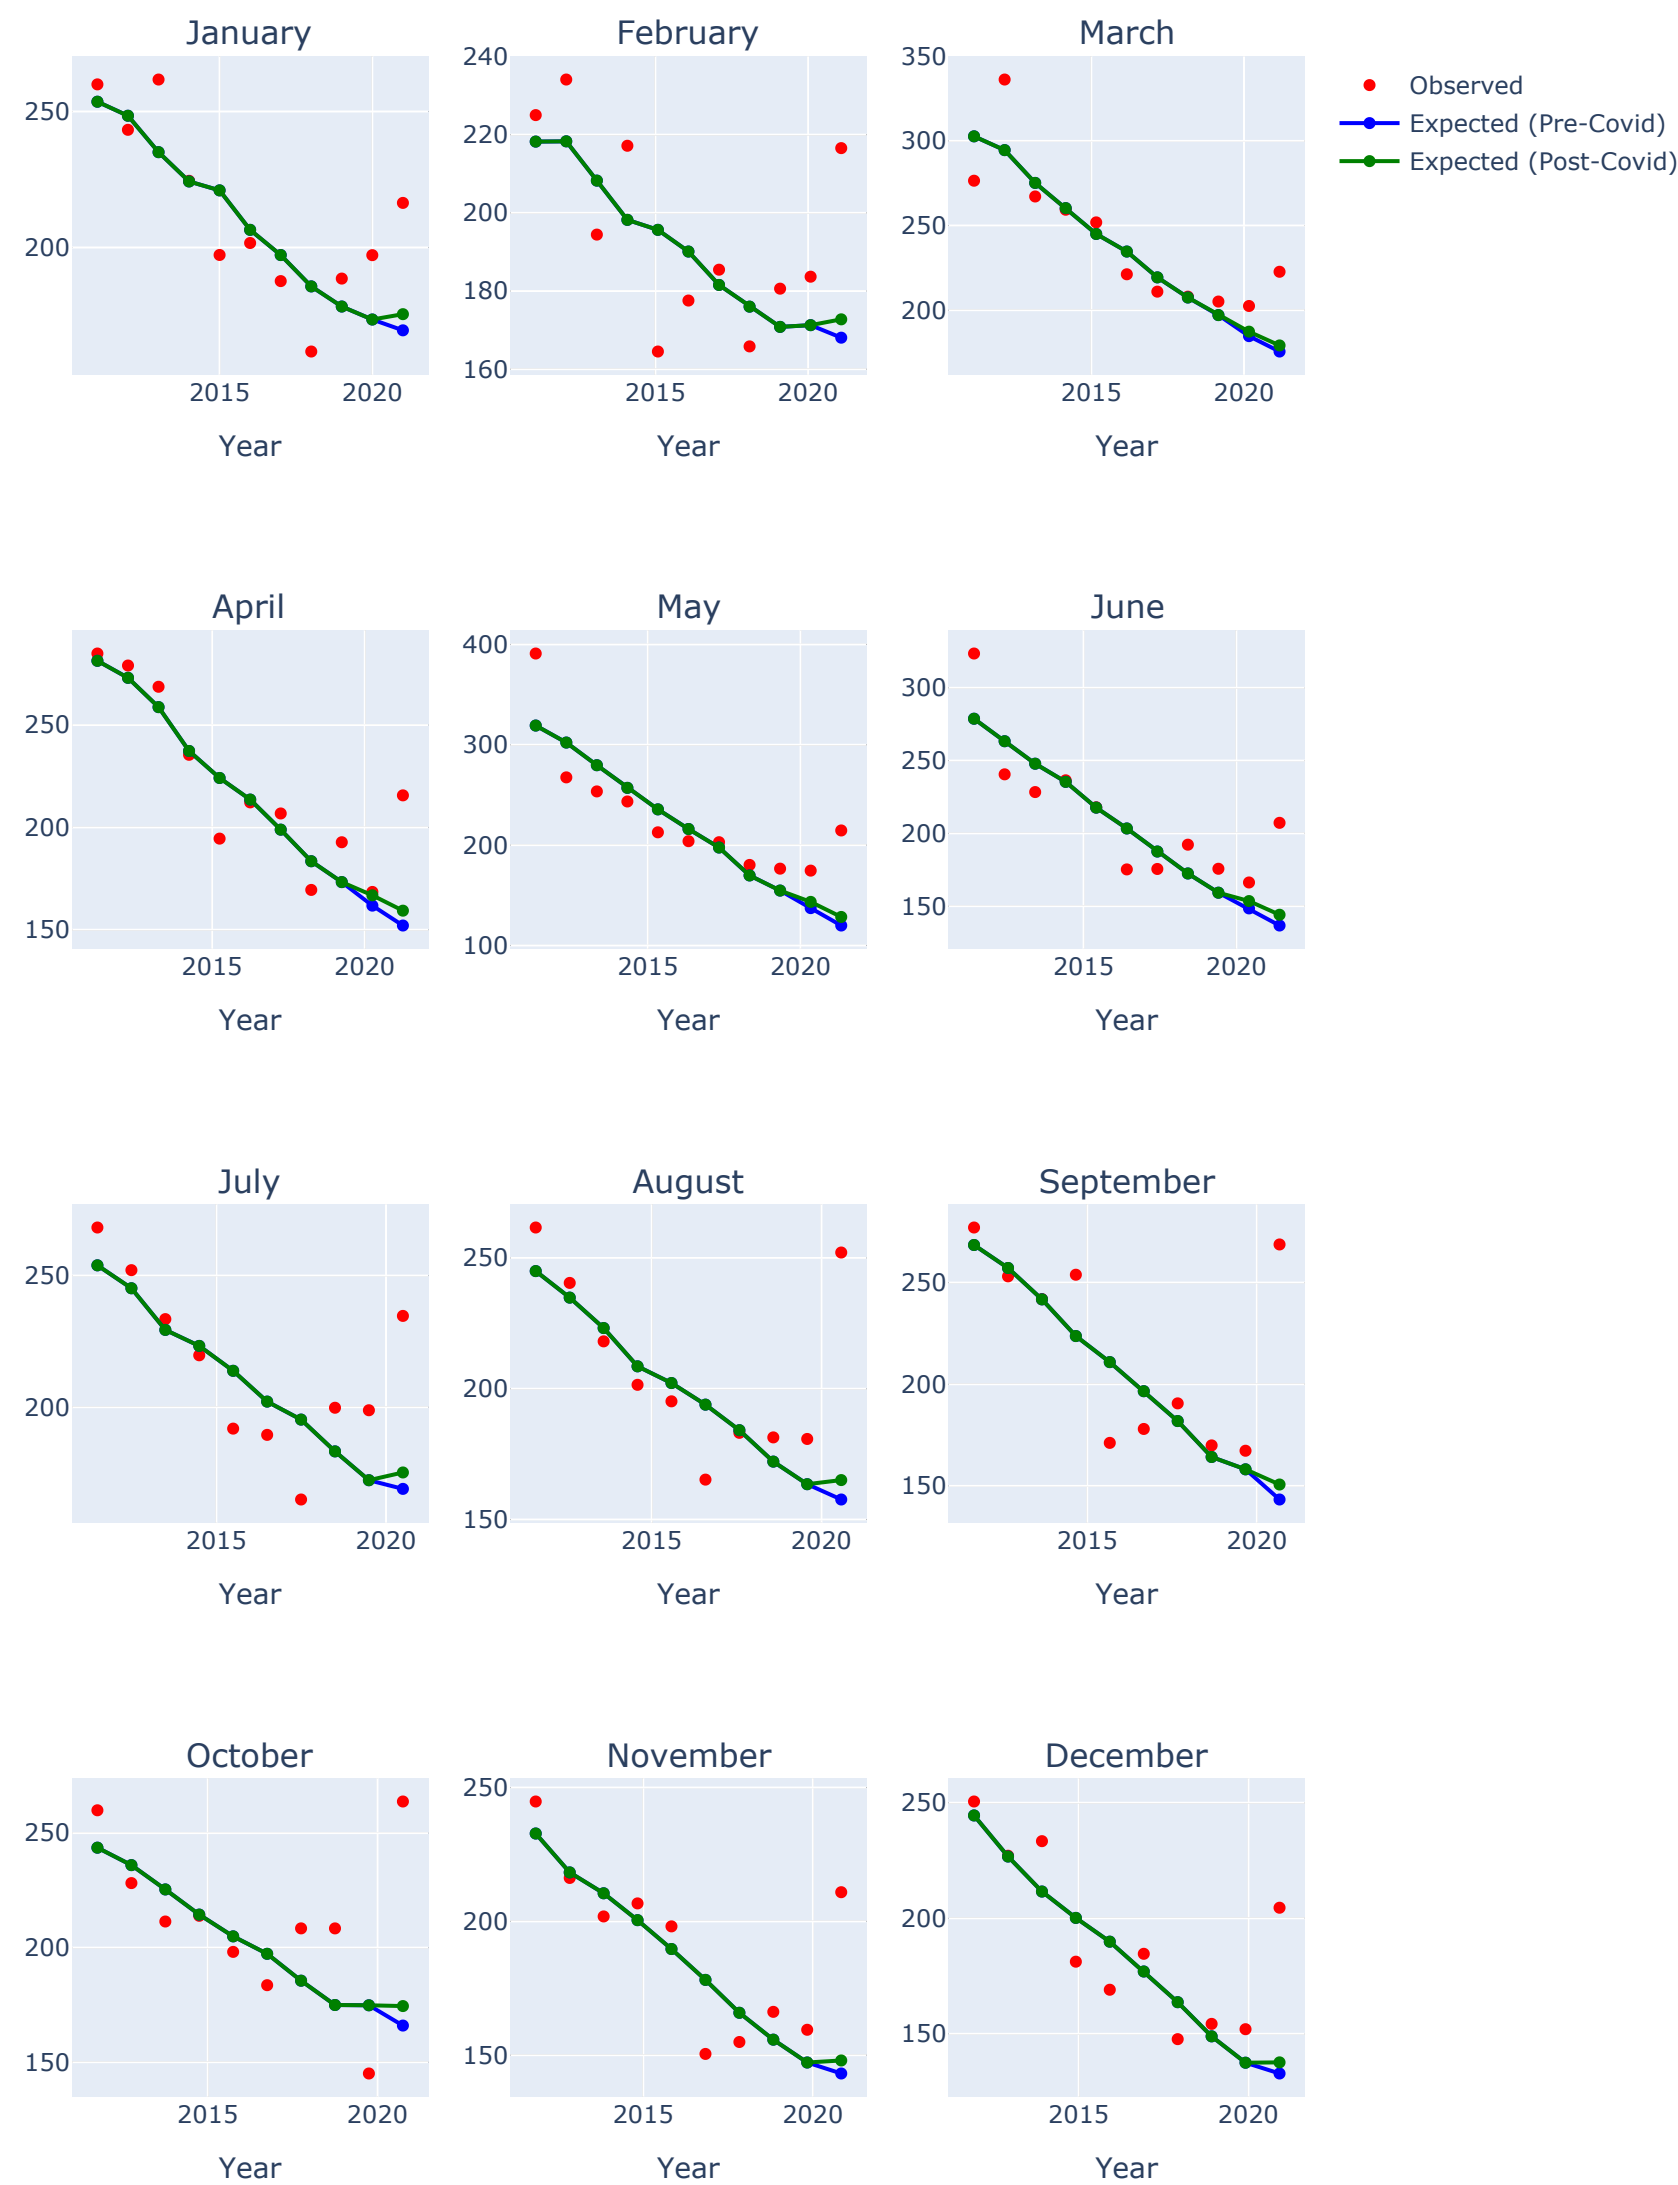 January
February
March
250
200
2015
2020
Year
240
220
200
180
160
2015
2020
Year
350
300
250
200
2015
2020
Year
Observed
Expected (Pre-Covid)
Expected (Post-Covid)
April
May
June
250
200
150
2015
2020
Year
400
300
200
100
2015
2020
Year
300
250
200
150
2015
2020
Year
July
August
September
250
200
2015
2020
Year
250
200
150
2015
2020
Year
250
200
150
2015
2020
Year
October
November
December
250
200
150
2015
2020
Year
250
200
150
2015
2020
Year
250
200
150
2015
2020
Year